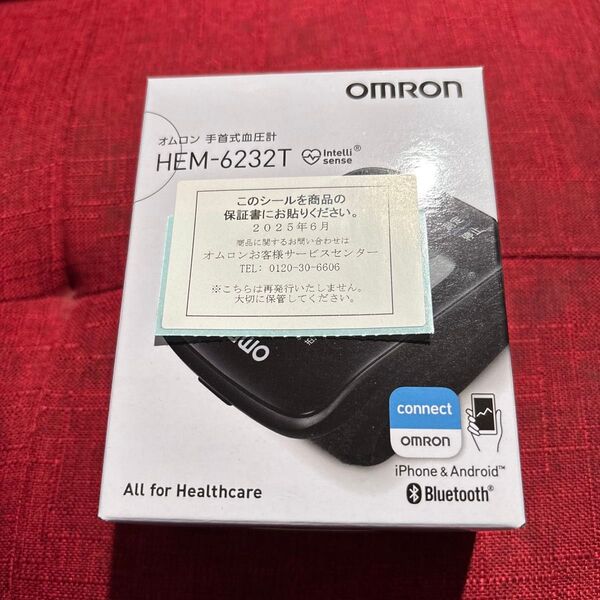 OMRON
オムロン 手首式血圧計
HEM-6232T
Intelli®
sense
このシールを商品の
保証書にお貼りください。
2025年6月
商品に関するお問い合わせは
オムロンお客様サービスセンター
TEL: 0120-30-6606
※こちらは再発行いたしません。
大切に保管してください。
connect
OMRON
iPhone & Android™
Bluetooth®
All for Healthcare